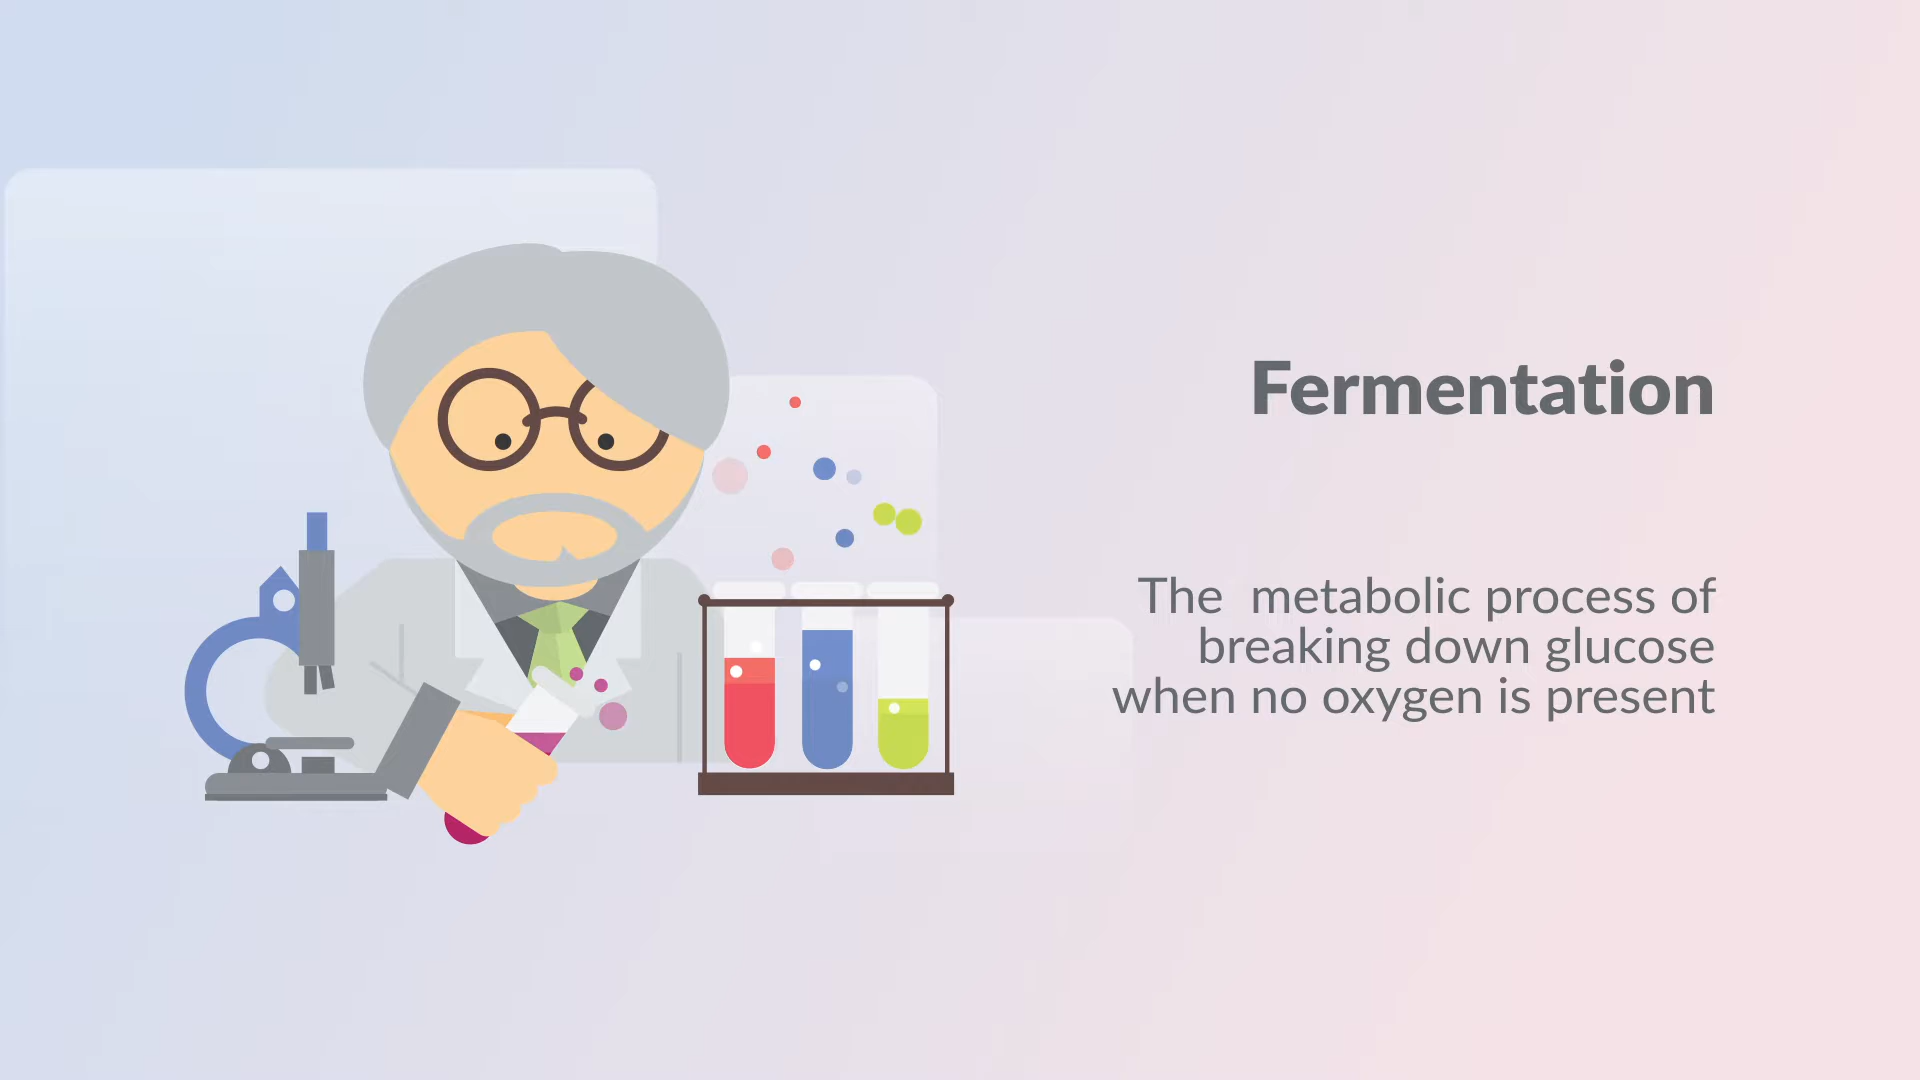 Fermentation
The  metabolic process of
breaking down glucose
when no oxygen is present